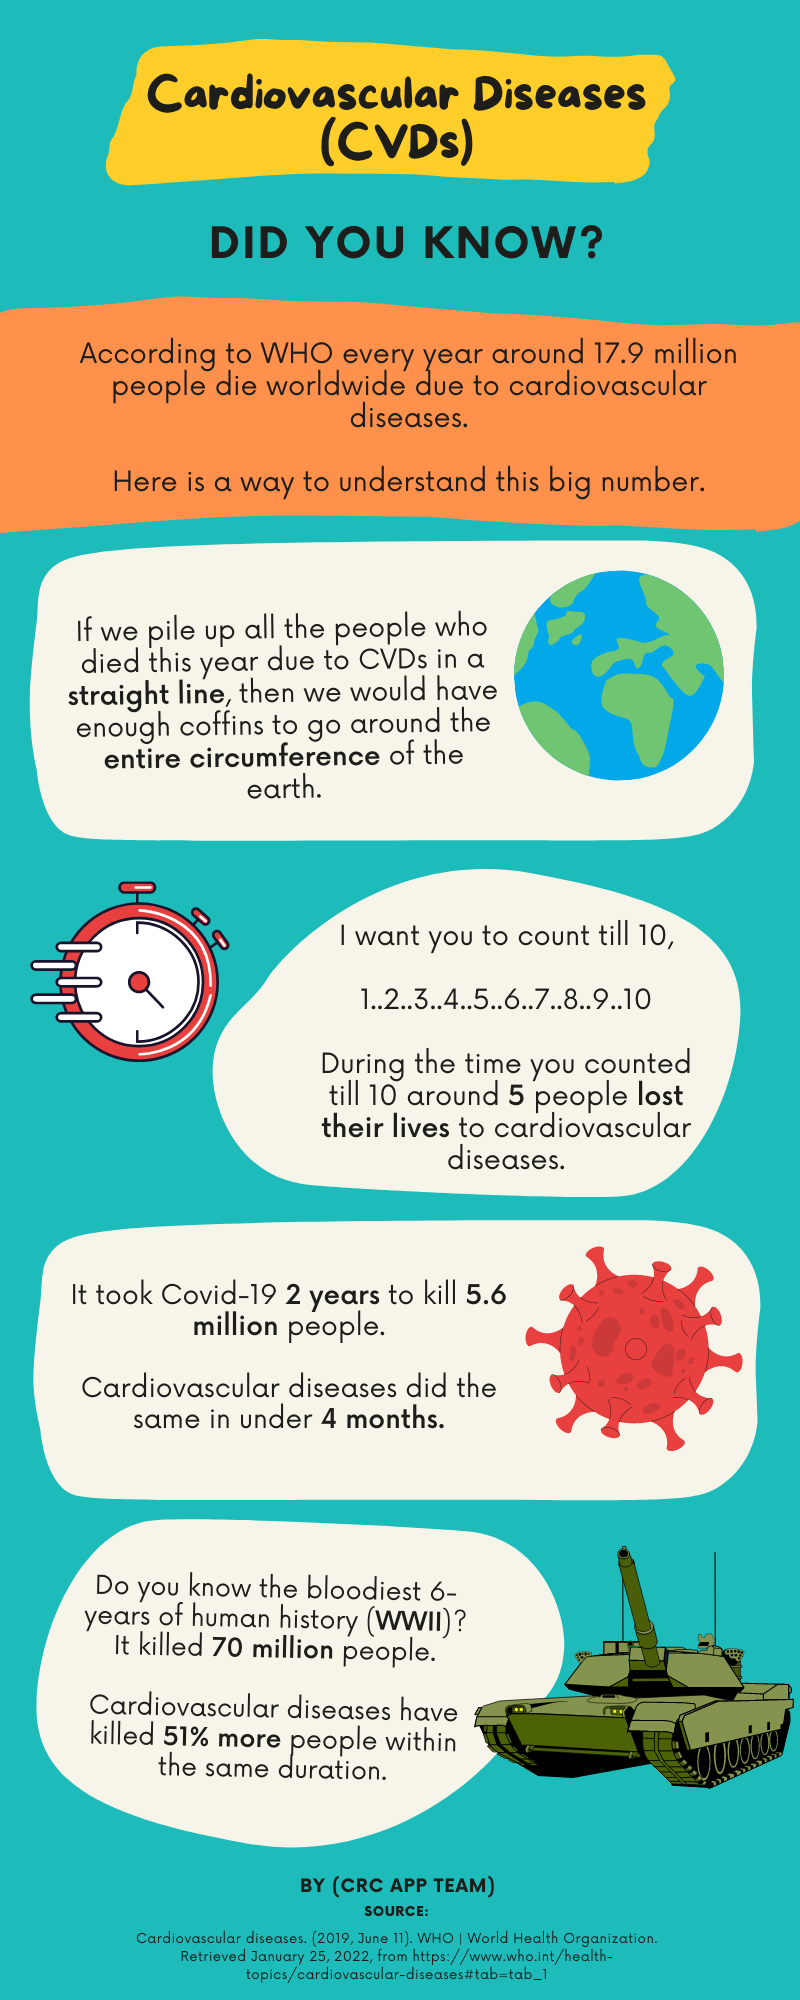 Cardiovascular Diseases
(CVDs)
DID YOU KNOW?
According to WHO every year around 17.9 million
people die worldwide due to cardiovascular
diseases.
Here is a way to understand this big number.
If we pile up all the people who
died this year due to CVDs in a
straight line, then we would have
enough coffins to go around the
entire circumference of the
earth.
I want you to count till 10,
1..2..3..4..5..6..7..8..9..10
During the time you counted
till 10 around 5 people lost
their lives to cardiovascular
diseases.
It took Covid-19 2 years to kill 5.6
million people.
Cardiovascular diseases did the
same in under 4 months.
Do you know the bloodiest 6-
years of human history (WWII)?
It killed 70 million people.
Cardiovascular diseases have
killed 51% more people within
the same duration.
BY (CRC APP TEAM)
SOURCE:
Cardiovascular diseases. (2019, June 11). WHO | World Health Organization.
Retrieved January 25, 2022, from https://www.who.int/health-
topics/cardiovascular-diseases#tab=tab_1